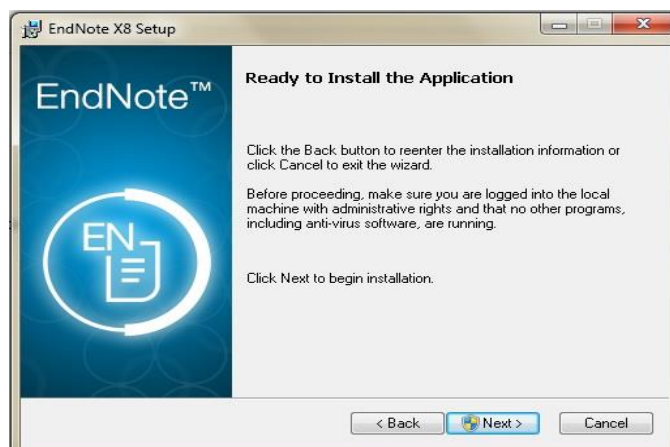 EndNote X8 Setup
EndNote™
EN
Ready to Install the Application
Click the Back button to reenter the installation information or
click Cancel to exit the wizard.
Before proceeding, make sure you are logged into the local
machine with administrative rights and that no other programs,
including anti-virus software, are running.
Click Next to begin installation.
< Back
Next >
Cancel